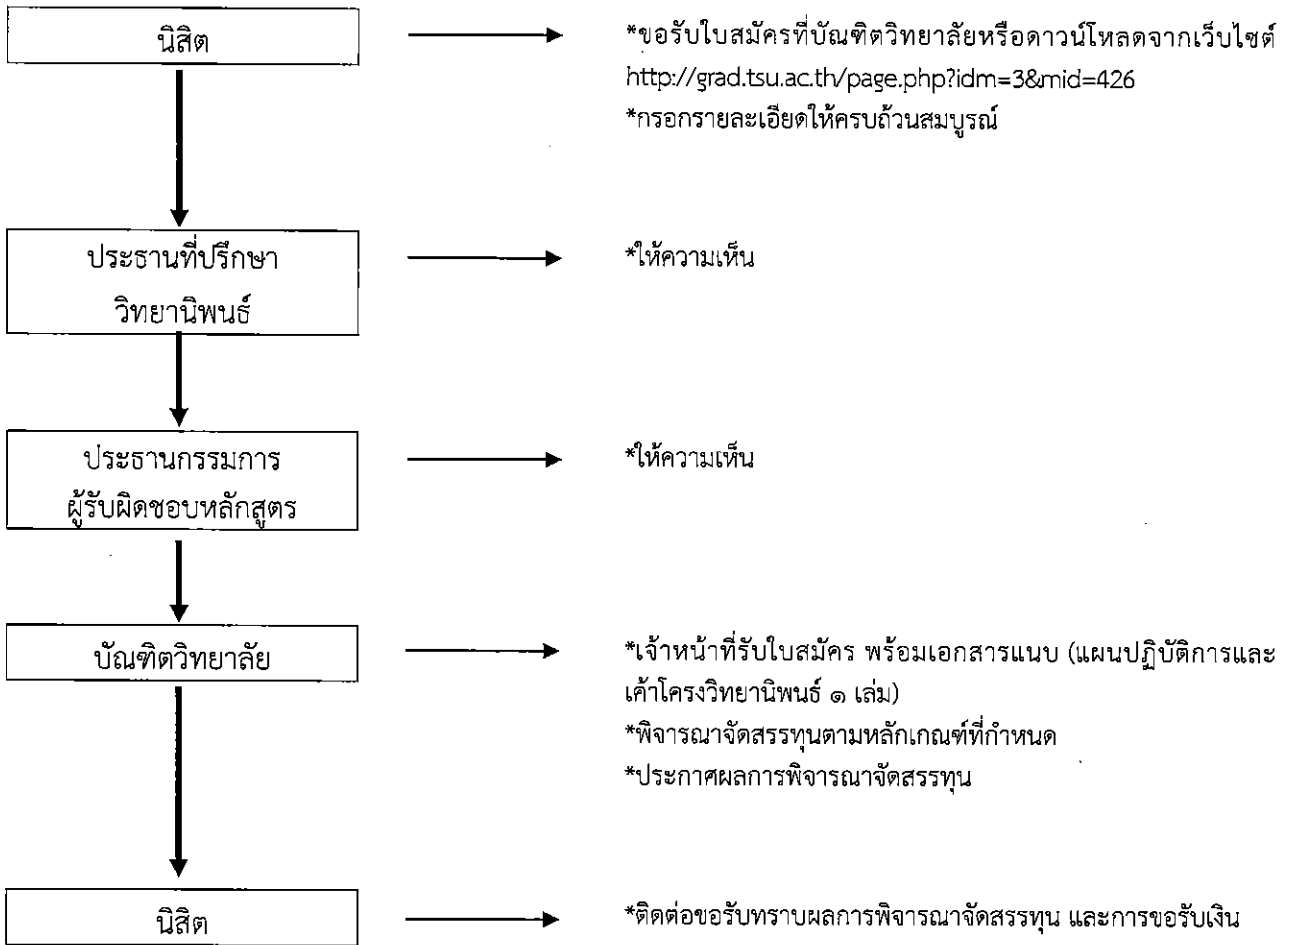 นิสิต
*ขอรับใบสมัครที่บัณฑิตวิทยาลัยหรือดาวน์โหลดจากเว็บไซต์
http://grad.tsu.ac.th/page.php?idm=3&mid=426
*กรอกรายละเอียดให้ครบถ้วนสมบูรณ์
ประธานที่ปรึกษา
วิทยานิพนธ์
*ให้ความเห็น
ประธานกรรมการ
ผู้รับผิดชอบหลักสูตร
*ให้ความเห็น
บัณฑิตวิทยาลัย
*เจ้าหน้าที่รับใบสมัคร พร้อมเอกสารแนบ (แผนปฏิบัติการและ
เค้าโครงวิทยานิพนธ์ ๑ เล่ม)
*พิจารณาจัดสรรทุนตามหลักเกณฑ์ที่กำหนด
*ประกาศผลการพิจารณาจัดสรรทุน
นิสิต
*ติดต่อขอรับทราบผลการพิจารณาจัดสรรทุน และการขอรับเงิน